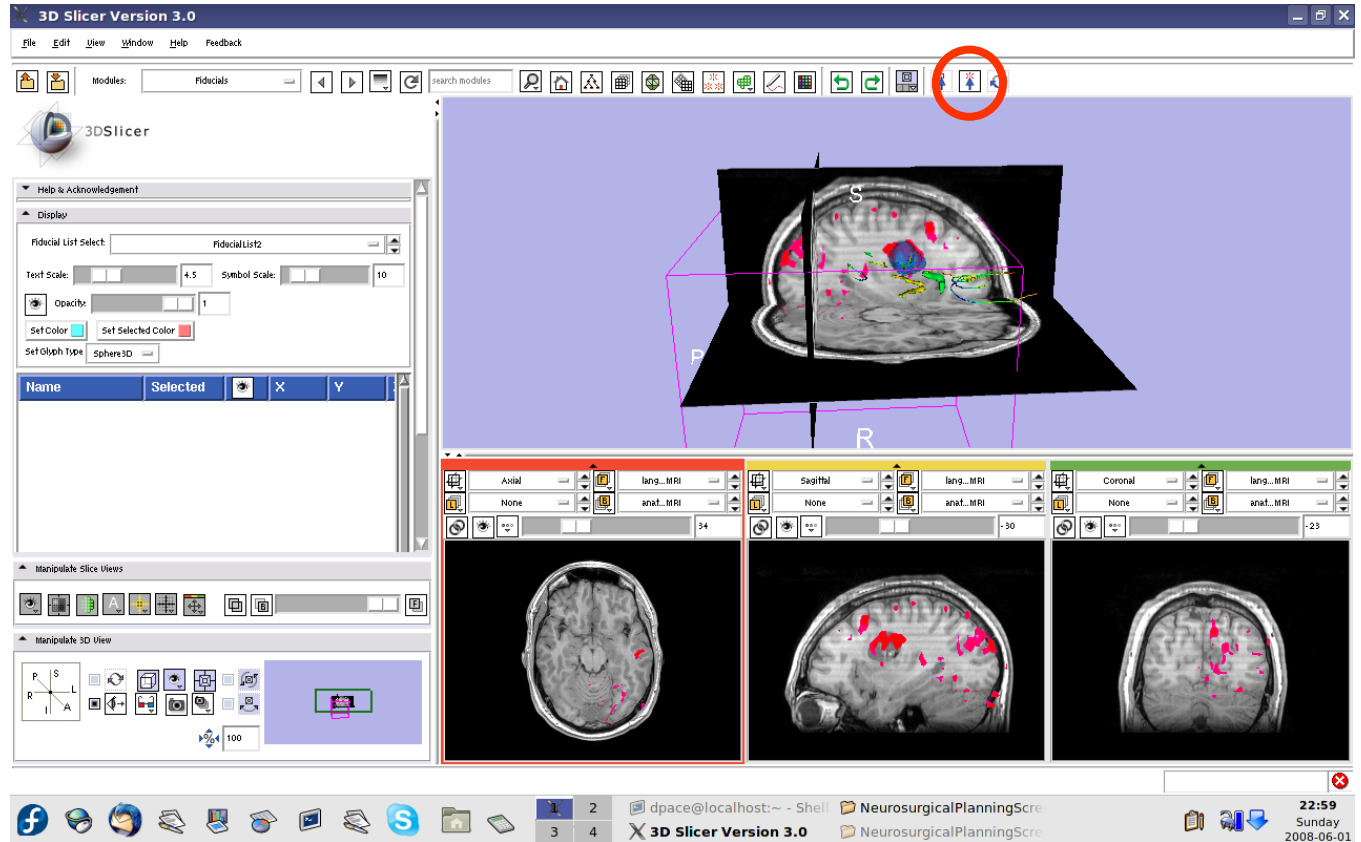 3D Slicer Version 3.0
File Edit View Window Help Feedback
Modules: Fiducials search modules
3DSlicer
Help & Acknowledgement
Display
Fiducial List Select: FiducialList2
Text Scale: 4.5 Symbol Scale: 10
Opacity: 1
Set Color Set Selected Color
Set Glyph Type Sphere3D
Name Selected X Y
S
P
R
Axial lang...MRI
None anat...MRI
34
Sagittal lang...MRI
None anat...MRI
-30
Coronal lang...MRI
None anat...MRI
-23
Manipulate Slice Views
Manipulate 3D View
P S
R L
I A
100
1 2
3 4
dpace@localhost:~ - Shell
NeurosurgicalPlanningScre
3D Slicer Version 3.0
NeurosurgicalPlanningScre
22:59
Sunday
2008-06-01